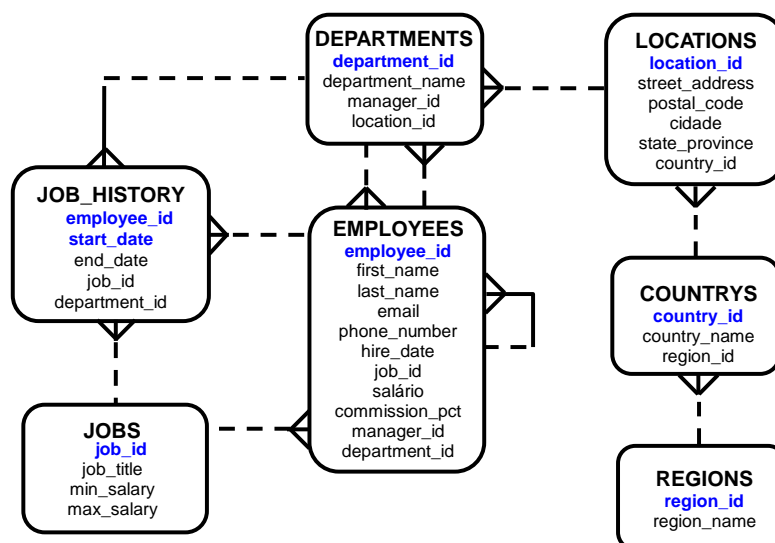 DEPARTMENTS
department_id
department_name
manager_id
location_id
LOCATIONS
location_id
street_address
postal_code
cidade
state_province
country_id
JOB_HISTORY
employee_id
start_date
end_date
job_id
department_id
EMPLOYEES
employee_id
first_name
last_name
email
phone_number
hire_date
job_id
salário
commission_pct
manager_id
department_id
COUNTRYS
country_id
country_name
region_id
JOBS
job_id
job_title
min_salary
max_salary
REGIONS
region_id
region_name